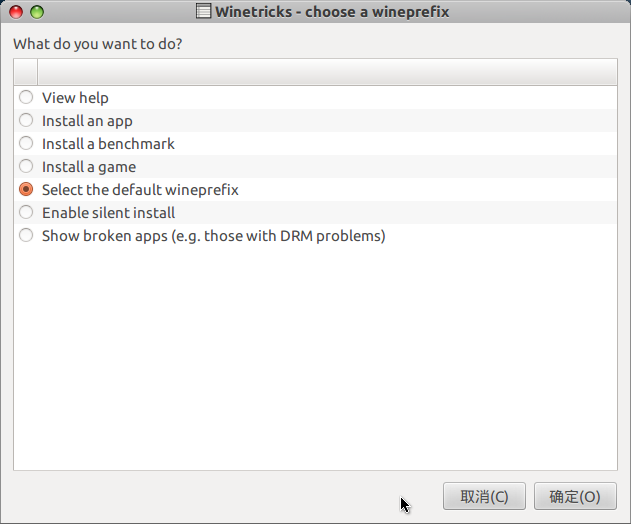 Winetricks - choose a wineprefix
What do you want to do?
View help
Install an app
Install a benchmark
Install a game
Select the default wineprefix
Enable silent install
Show broken apps (e.g. those with DRM problems)
取消(C) 确定(O)